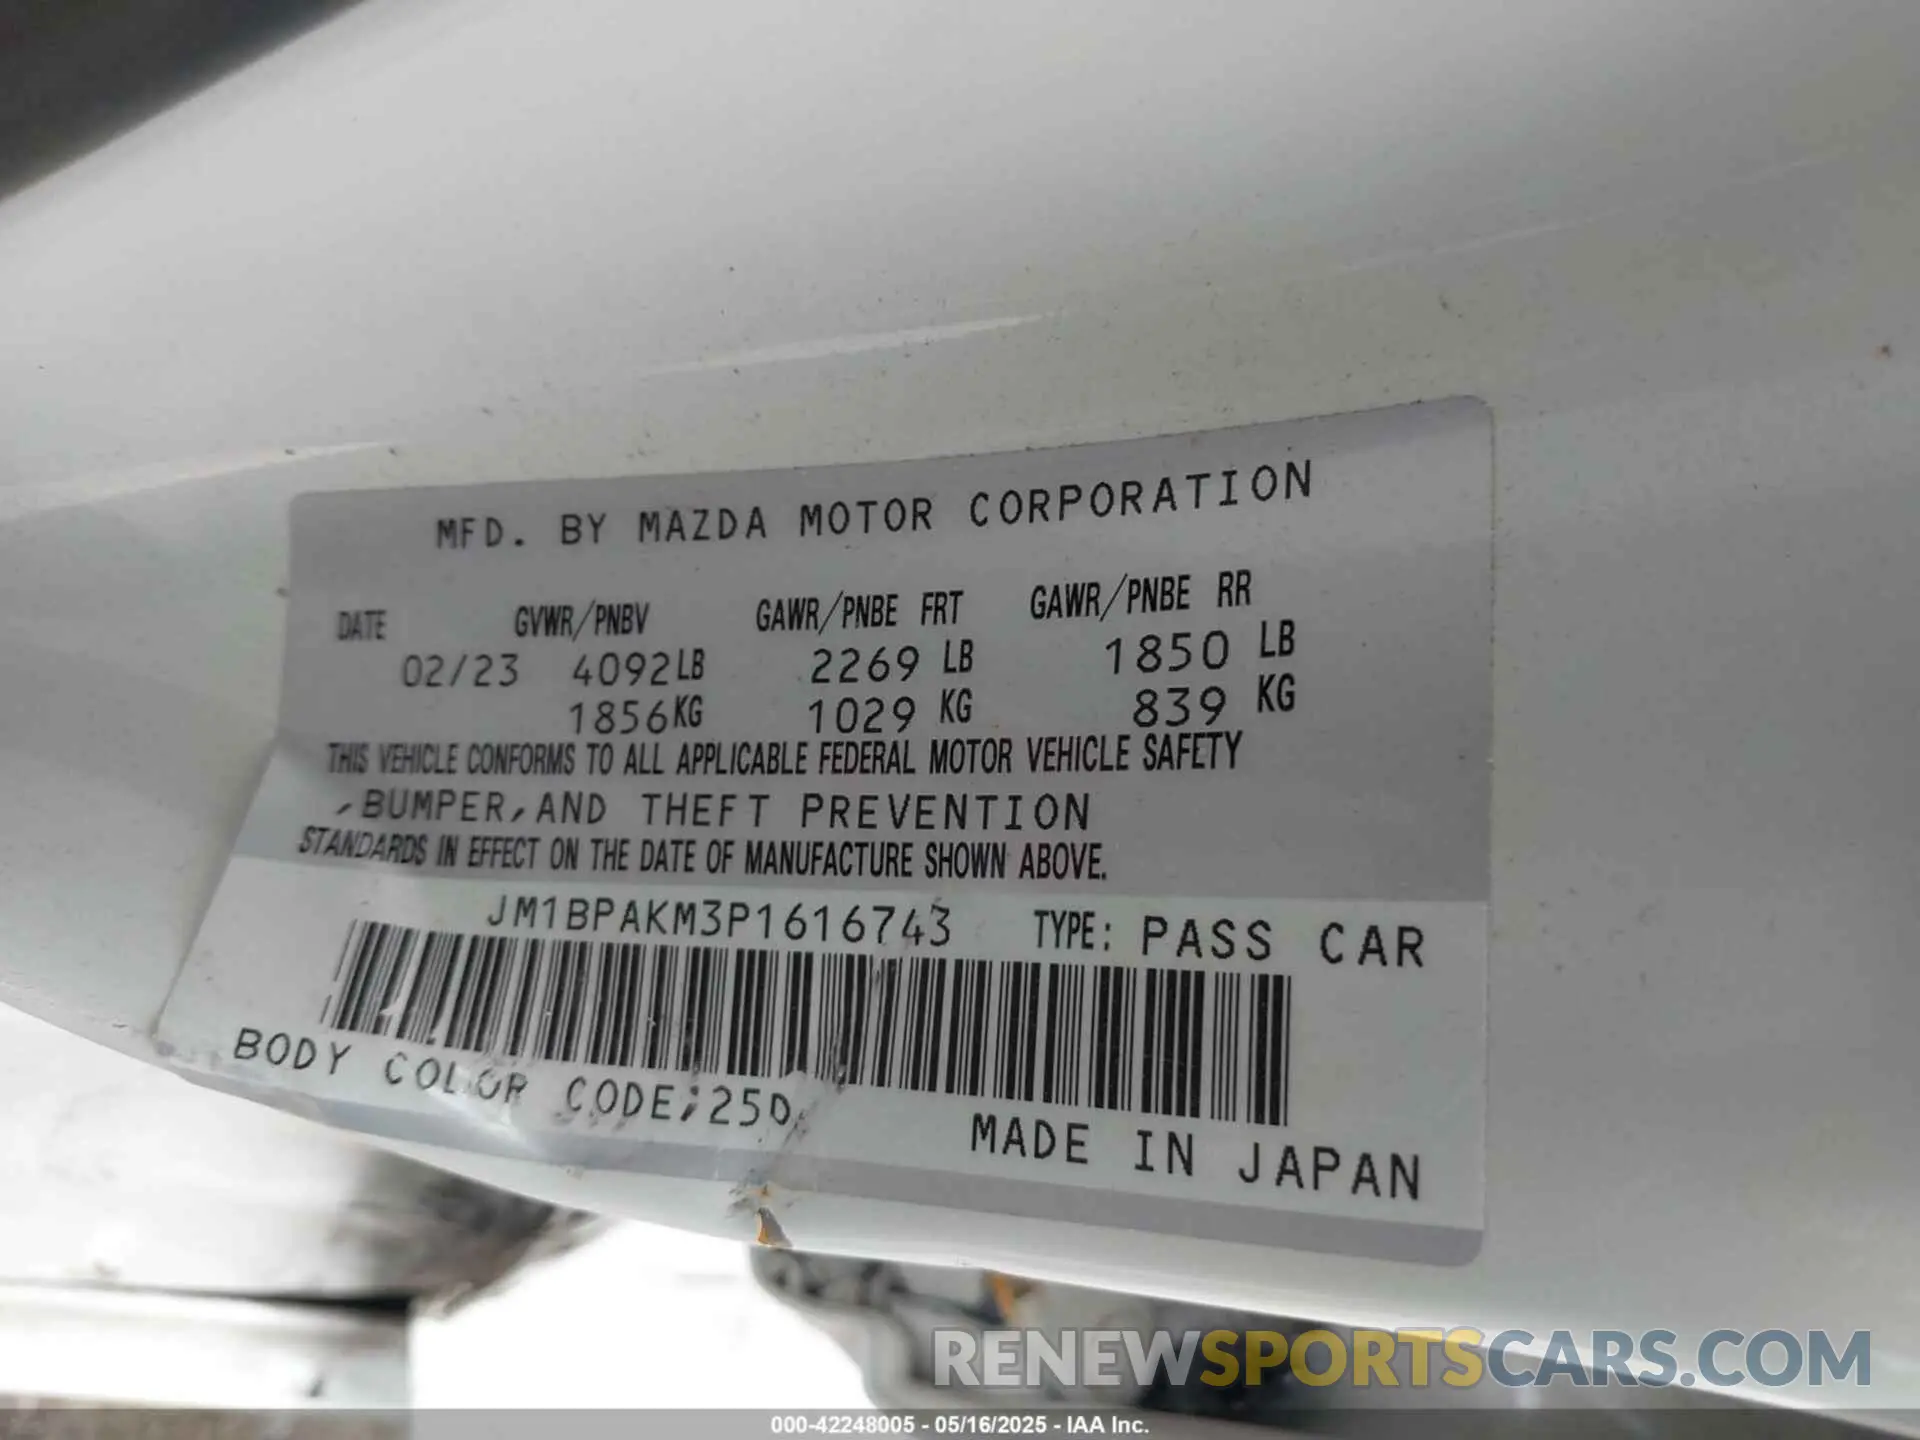 MFD. BY MAZDA MOTOR CORPORATION
DATE GVWR/PNBV GAWR/PNBE FRT GAWR/PNBE RR
02/23 4092LB 2269 LB 1850 LB
1856KG 1029 KG 839 KG
THIS VEHICLE CONFORMS TO ALL APPLICABLE FEDERAL MOTOR VEHICLE SAFETY
,BUMPER,AND THEFT PREVENTION
STANDARDS IN EFFECT ON THE DATE OF MANUFACTURE SHOWN ABOVE.
JM1BPAKM3P1616743 TYPE: PASS CAR
BODY COLOR CODE;25D
MADE IN JAPAN
RENEWSPORTSCARS.COM
000-42248005 - 05/16/2025 - IAA Inc.